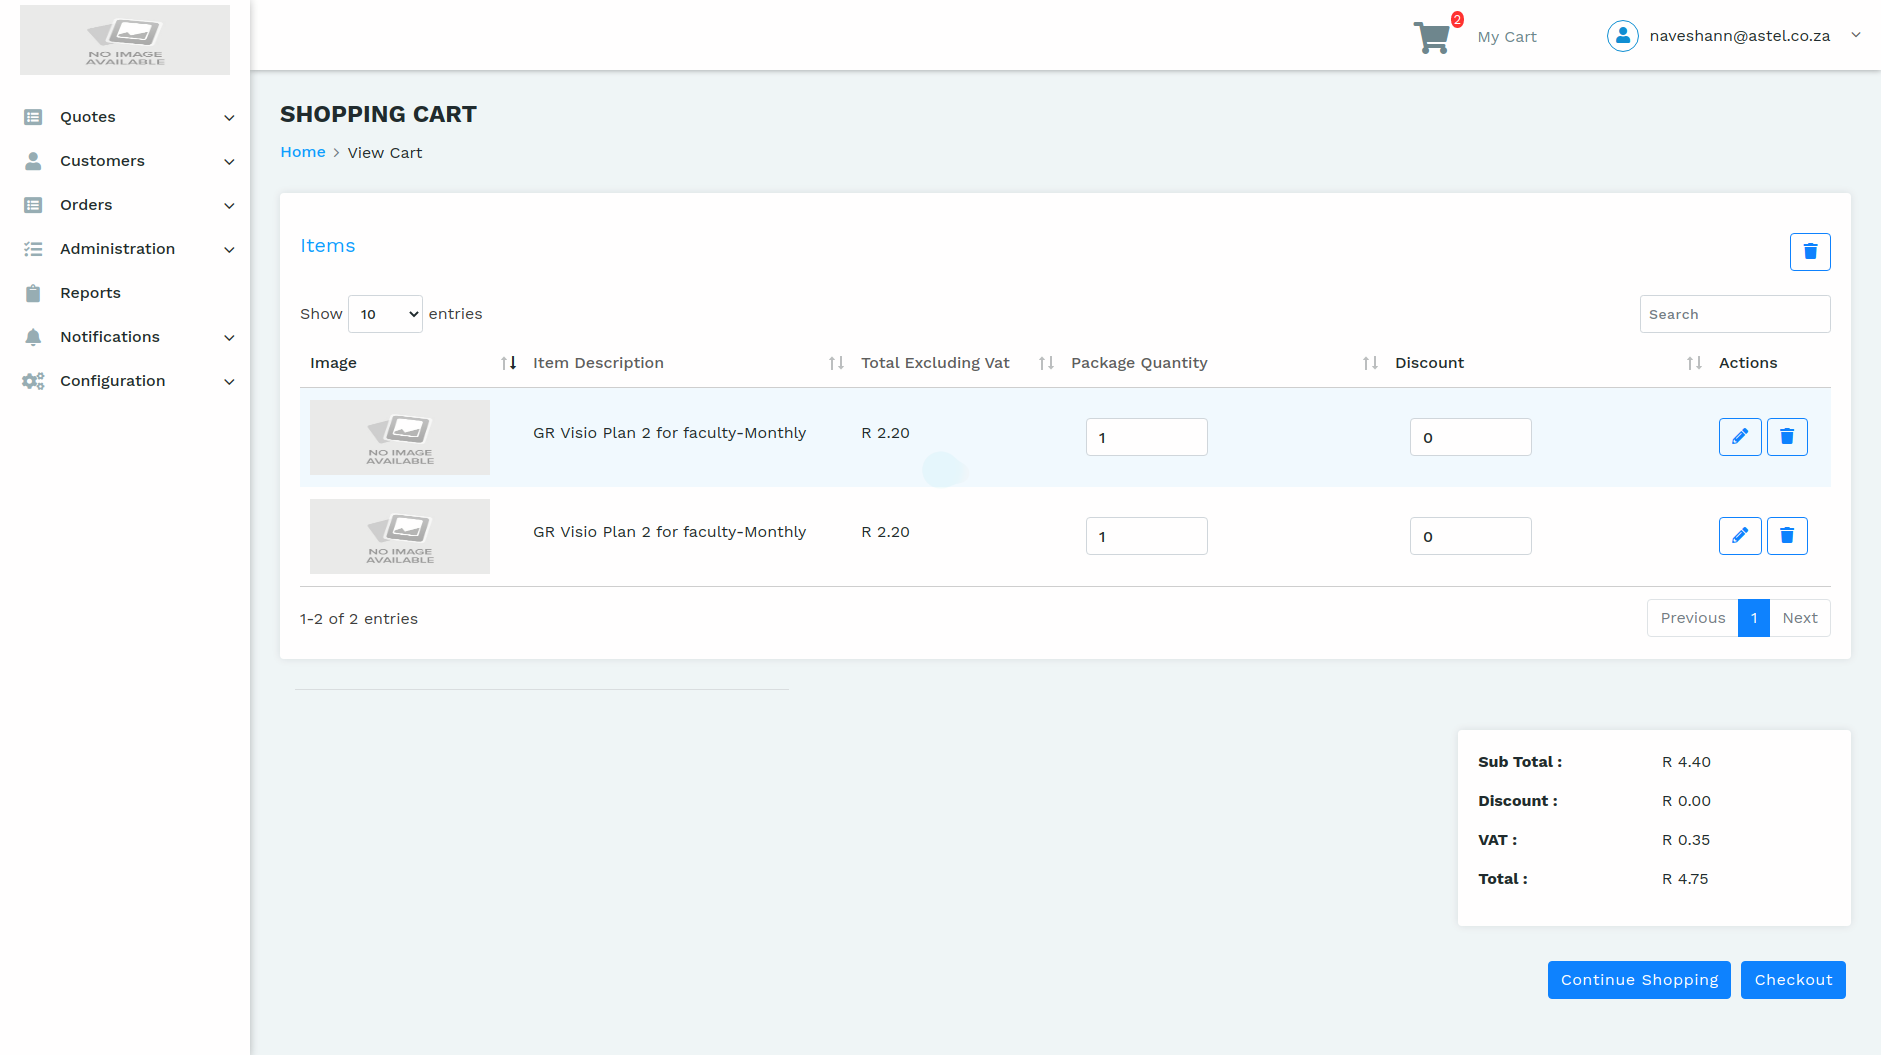 NO IMAGE
AVAILABLE
2
My Cart
naveshann@astel.co.za
Quotes
Customers
Orders
Administration
Reports
Notifications
Configuration
SHOPPING CART
Home > View Cart
Items
Show 10 entries
Search
Image Item Description Total Excluding Vat Package Quantity Discount Actions
NO IMAGE
AVAILABLE
GR Visio Plan 2 for faculty-Monthly R 2.20 1 0
NO IMAGE
AVAILABLE
GR Visio Plan 2 for faculty-Monthly R 2.20 1 0
1-2 of 2 entries
Previous 1 Next
Sub Total : R 4.40
Discount : R 0.00
VAT : R 0.35
Total : R 4.75
Continue Shopping Checkout